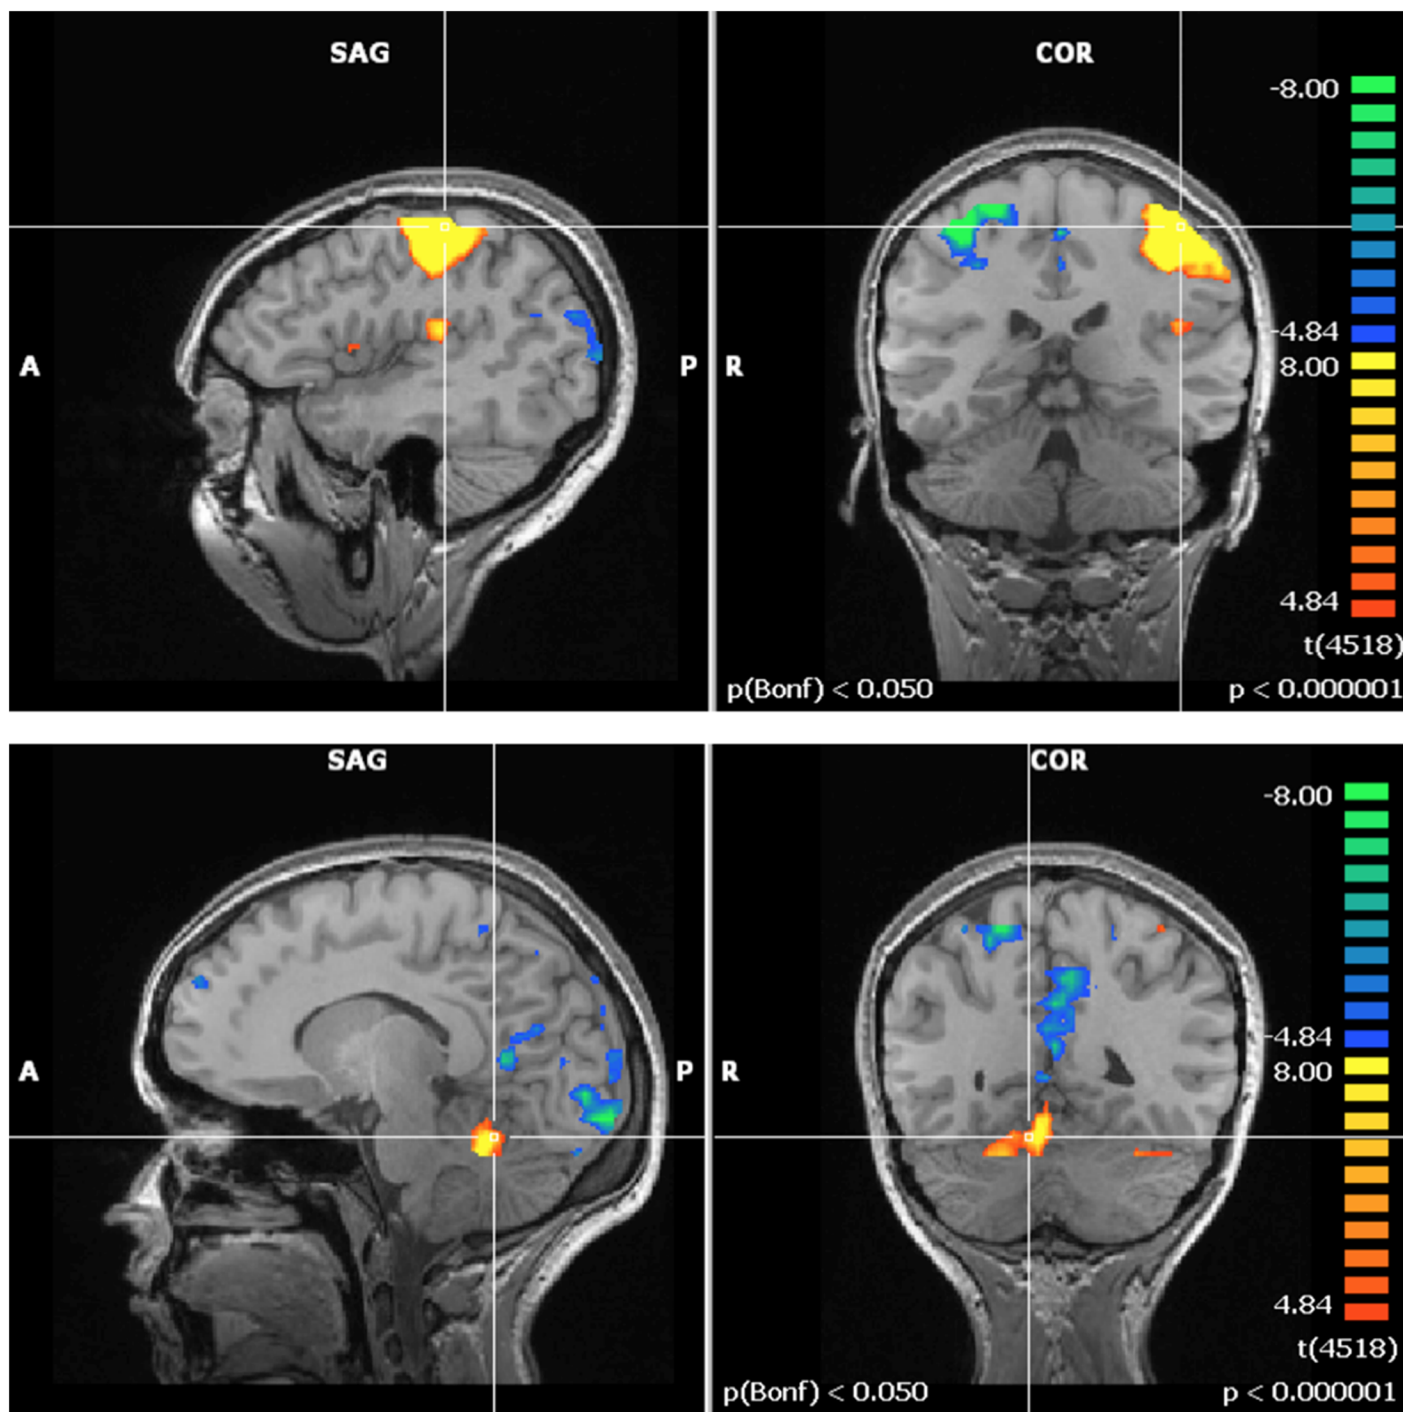 SAG
COR
-8.00
-4.84
A
P
R
8.00
4.84
t(4518)
p(Bonf) < 0.050
p < 0.000001
SAG
COR
-8.00
-4.84
A
P
R
8.00
4.84
t(4518)
p(Bonf) < 0.050
p < 0.000001